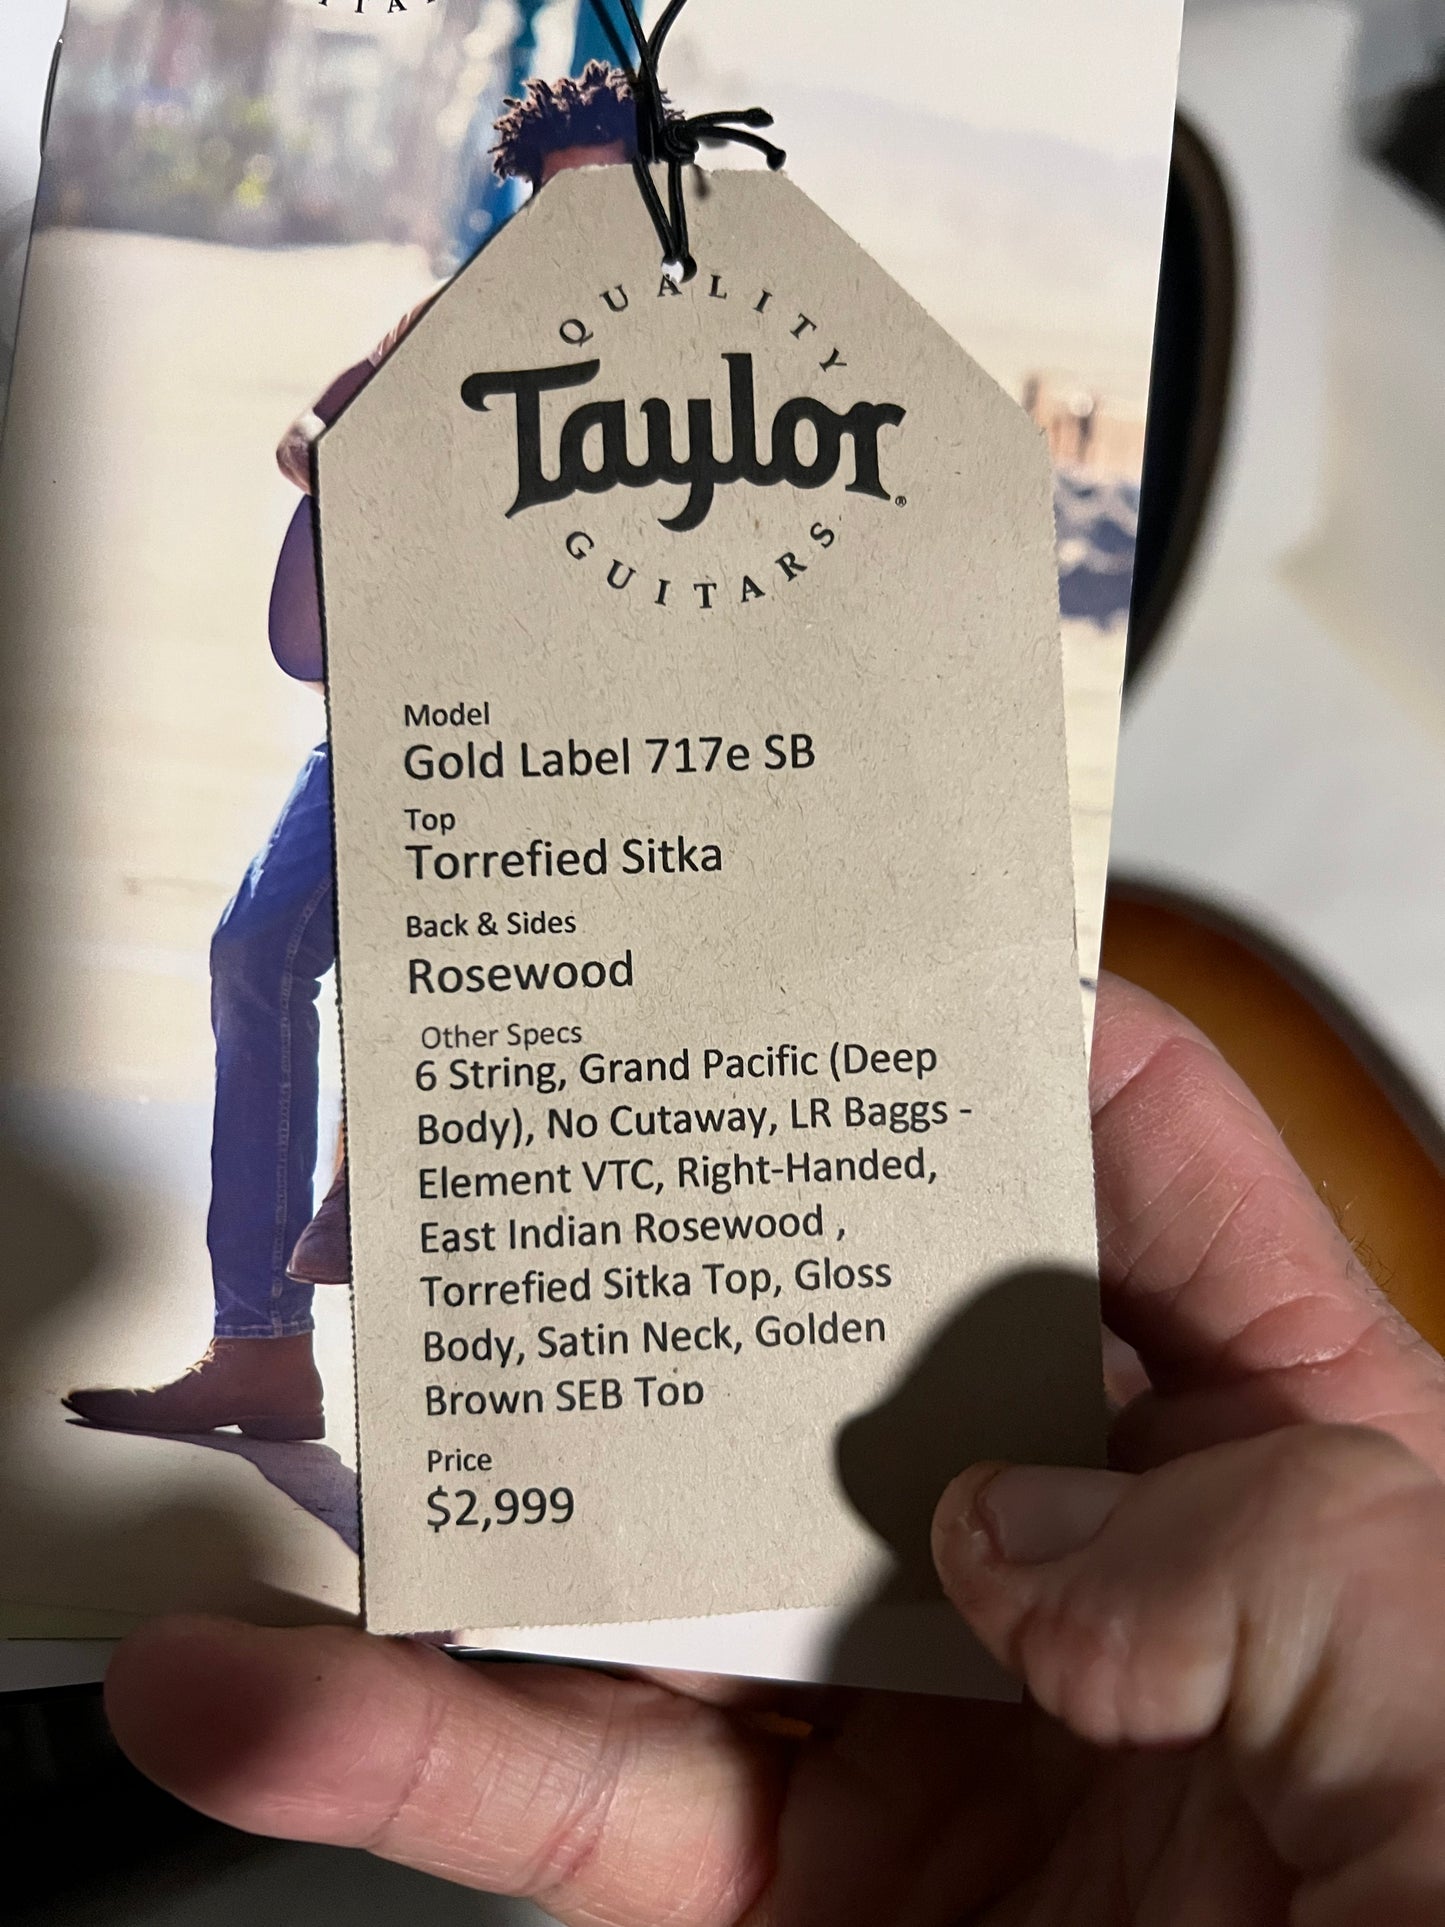 QUALITY
Taylor®
GUITARS
Model
Gold Label 717e SB
Top
Torrefied Sitka
Back & Sides
Rosewood
Other Specs
6 String, Grand Pacific (Deep
Body), No Cutaway, LR Baggs -
Element VTC, Right-Handed,
East Indian Rosewood ,
Torrefied Sitka Top, Gloss
Body, Satin Neck, Golden
Brown SEB Top
Price
$2,999